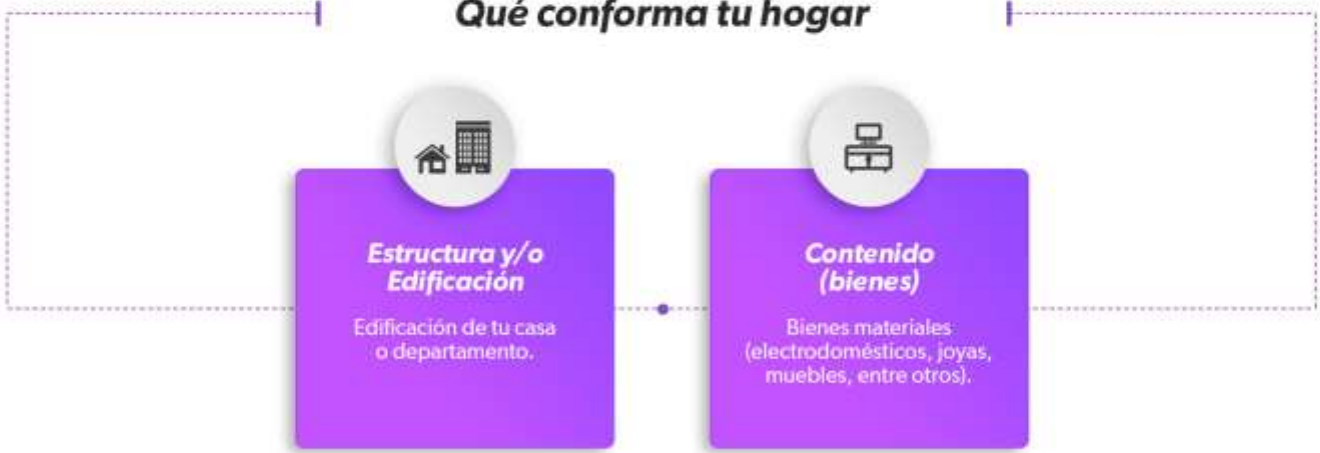 Qué conforma tu hogar
Estructura y/o
Edificación
Edificación de tu casa
o departamento.
Contenido
(bienes)
Bienes materiales
(electrodomésticos, joyas,
muebles, entre otros).